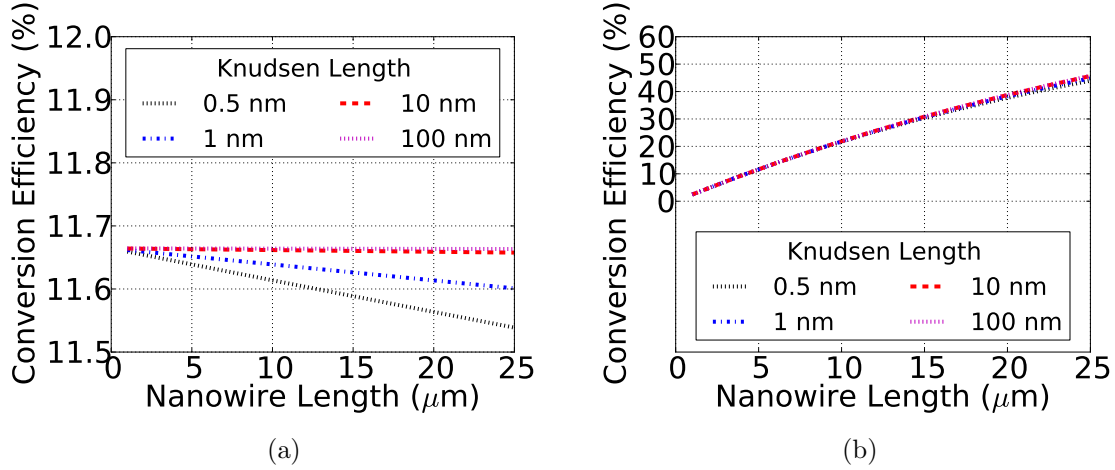 Conversion Efficiency (%)
12.0
11.9
11.8
11.7
11.6
11.5
Knudsen Length
0.5 nm 10 nm
1 nm 100 nm
0 5 10 15 20 25
Nanowire Length (μm)
(a)
Conversion Efficiency (%)
60
50
40
30
20
10
0
Knudsen Length
0.5 nm 10 nm
1 nm 100 nm
0 5 10 15 20 25
Nanowire Length (μm)
(b)